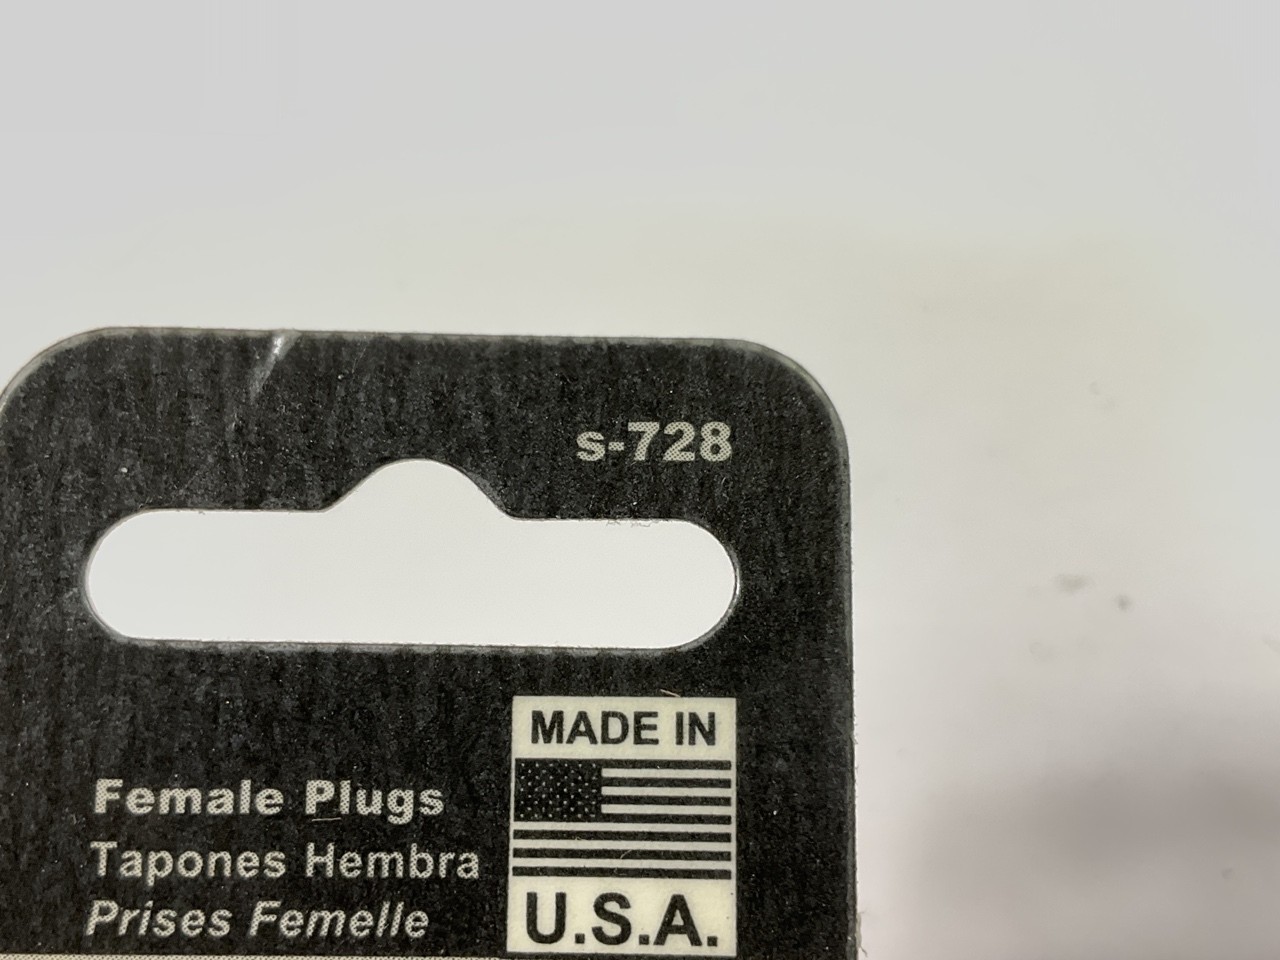 s-728
MADE IN
U.S.A.
Female Plugs
Tapones Hembra
Prises Femelle